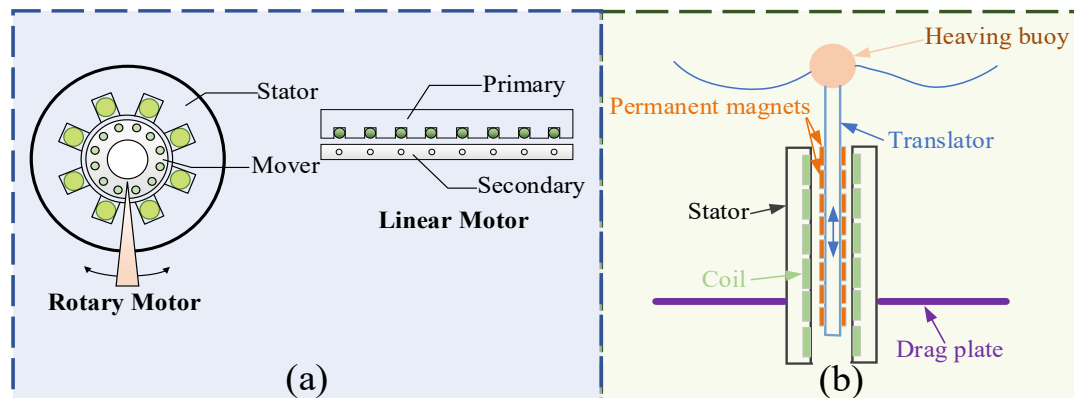 Stator
Mover
Rotary Motor
Primary
Secondary
Linear Motor
(a)
Heaving buoy
Permanent magnets
Translator
Stator
Coil
Drag plate
(b)